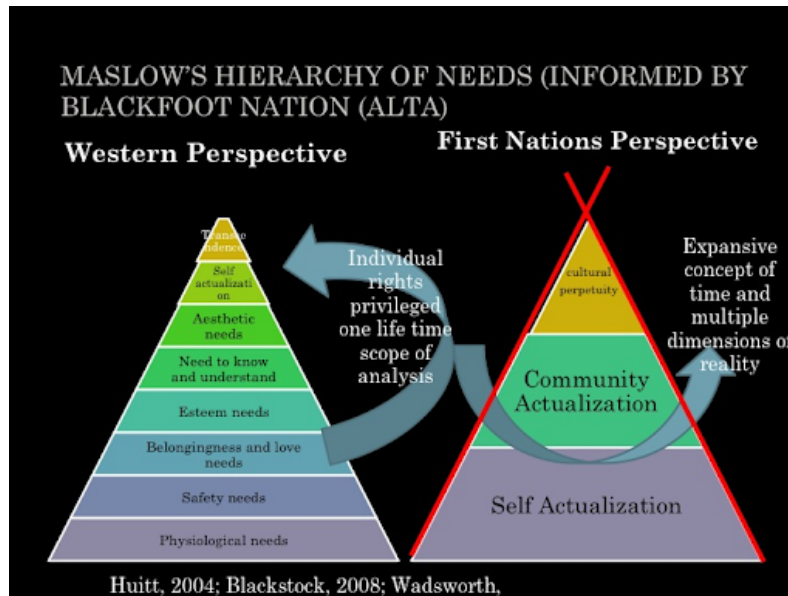 MASLOW'S HIERARCHY OF NEEDS (INFORMED BY
BLACKFOOT NATION (ALTA)
Western Perspective
First Nations Perspective
Transce
ndence
Self
actualizati
on
Aesthetic
needs
Need to know
and understand
Esteem needs
Belongingness and love
needs
Safety needs
Physiological needs
Individual
rights
privileged
one life time
scope of
analysis
cultural
perpetuity
Community
Actualization
Self Actualization
Expansive
concept of
time and
multiple
dimensions of
reality
Huitt, 2004; Blackstock, 2008; Wadsworth,